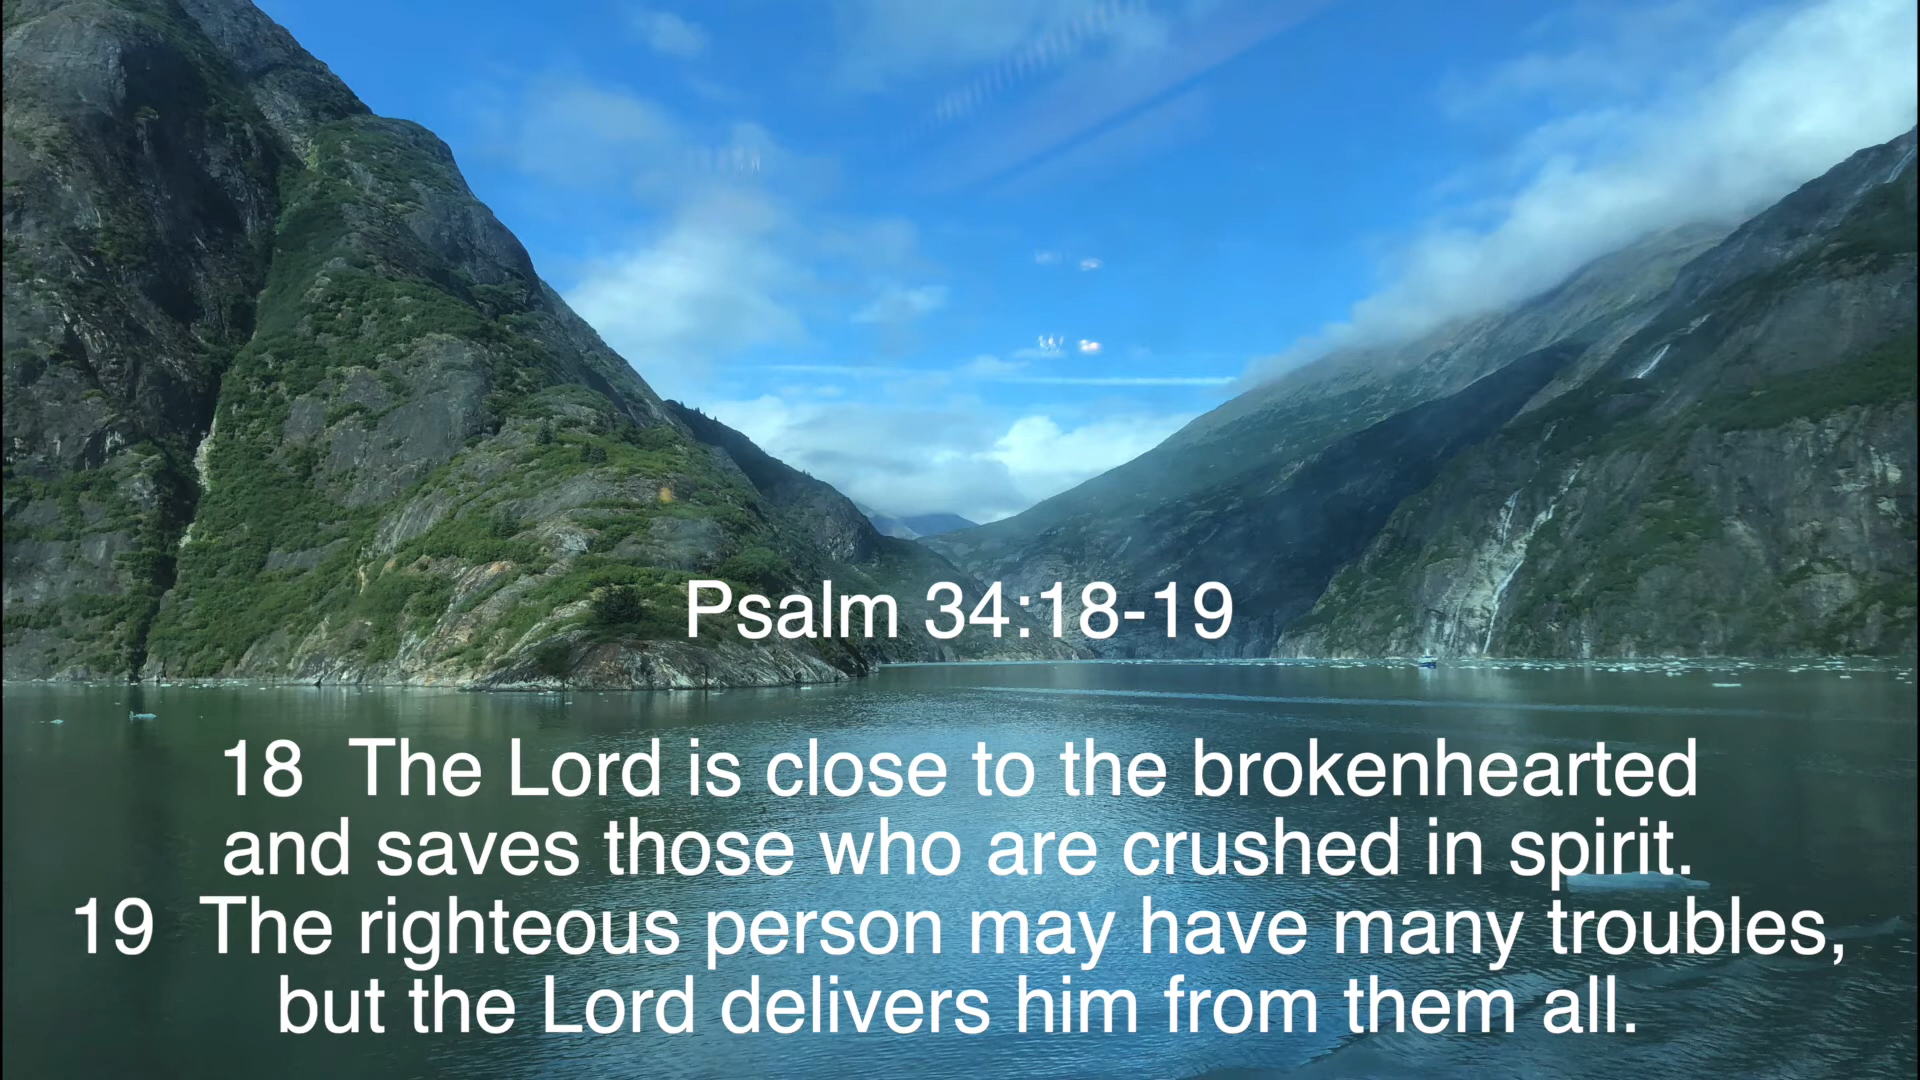 Psalm 34:18-19
18 The Lord is close to the brokenhearted
and saves those who are crushed in spirit.
19 The righteous person may have many troubles,
but the Lord delivers him from them all.